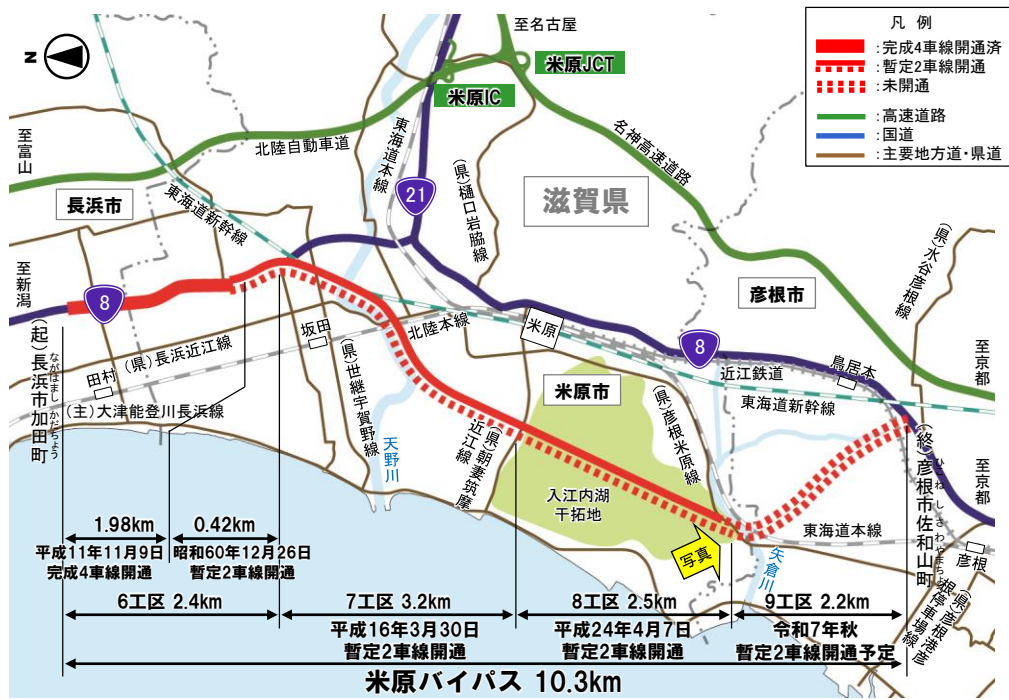 凡 例
:完成4車線開通済
:暫定2車線開通
:未開通
:高速道路
:国道
:主要地方道・県道
N
至名古屋
米原JCT
米原IC
至富山
北陸自動車道
東海道本線
名神高速道路
(県)樋口岩脇線
21
滋賀県
長浜市
東海道新幹線
(県)水谷彦根線
彦根市
至新潟
8
坂田
北陸本線
米原
8
鳥居本
近江鉄道
至京都
(県)長浜近江線
田村
(主)大津能登川長浜線
(県)世継宇賀野線
米原市
(県)彦根米原線
東海道新幹線
(起)長浜市加田町
ながはまし かだちょう
天野川
(県)朝妻筑摩
近江線
入江内湖
干拓地
(終)彦根市佐和山町
ひこねし さわやまちょう
至京都
東海道本線
写真
矢倉川
彦根
(県)彦根港彦
根停車場線
1.98km
平成11年11月9日
完成4車線開通
0.42km
昭和60年12月26日
暫定2車線開通
6工区 2.4km
7工区 3.2km
平成16年3月30日
暫定2車線開通
8工区 2.5km
平成24年4月7日
暫定2車線開通
9工区 2.2km
令和7年秋
暫定2車線開通予定
米原バイパス 10.3km